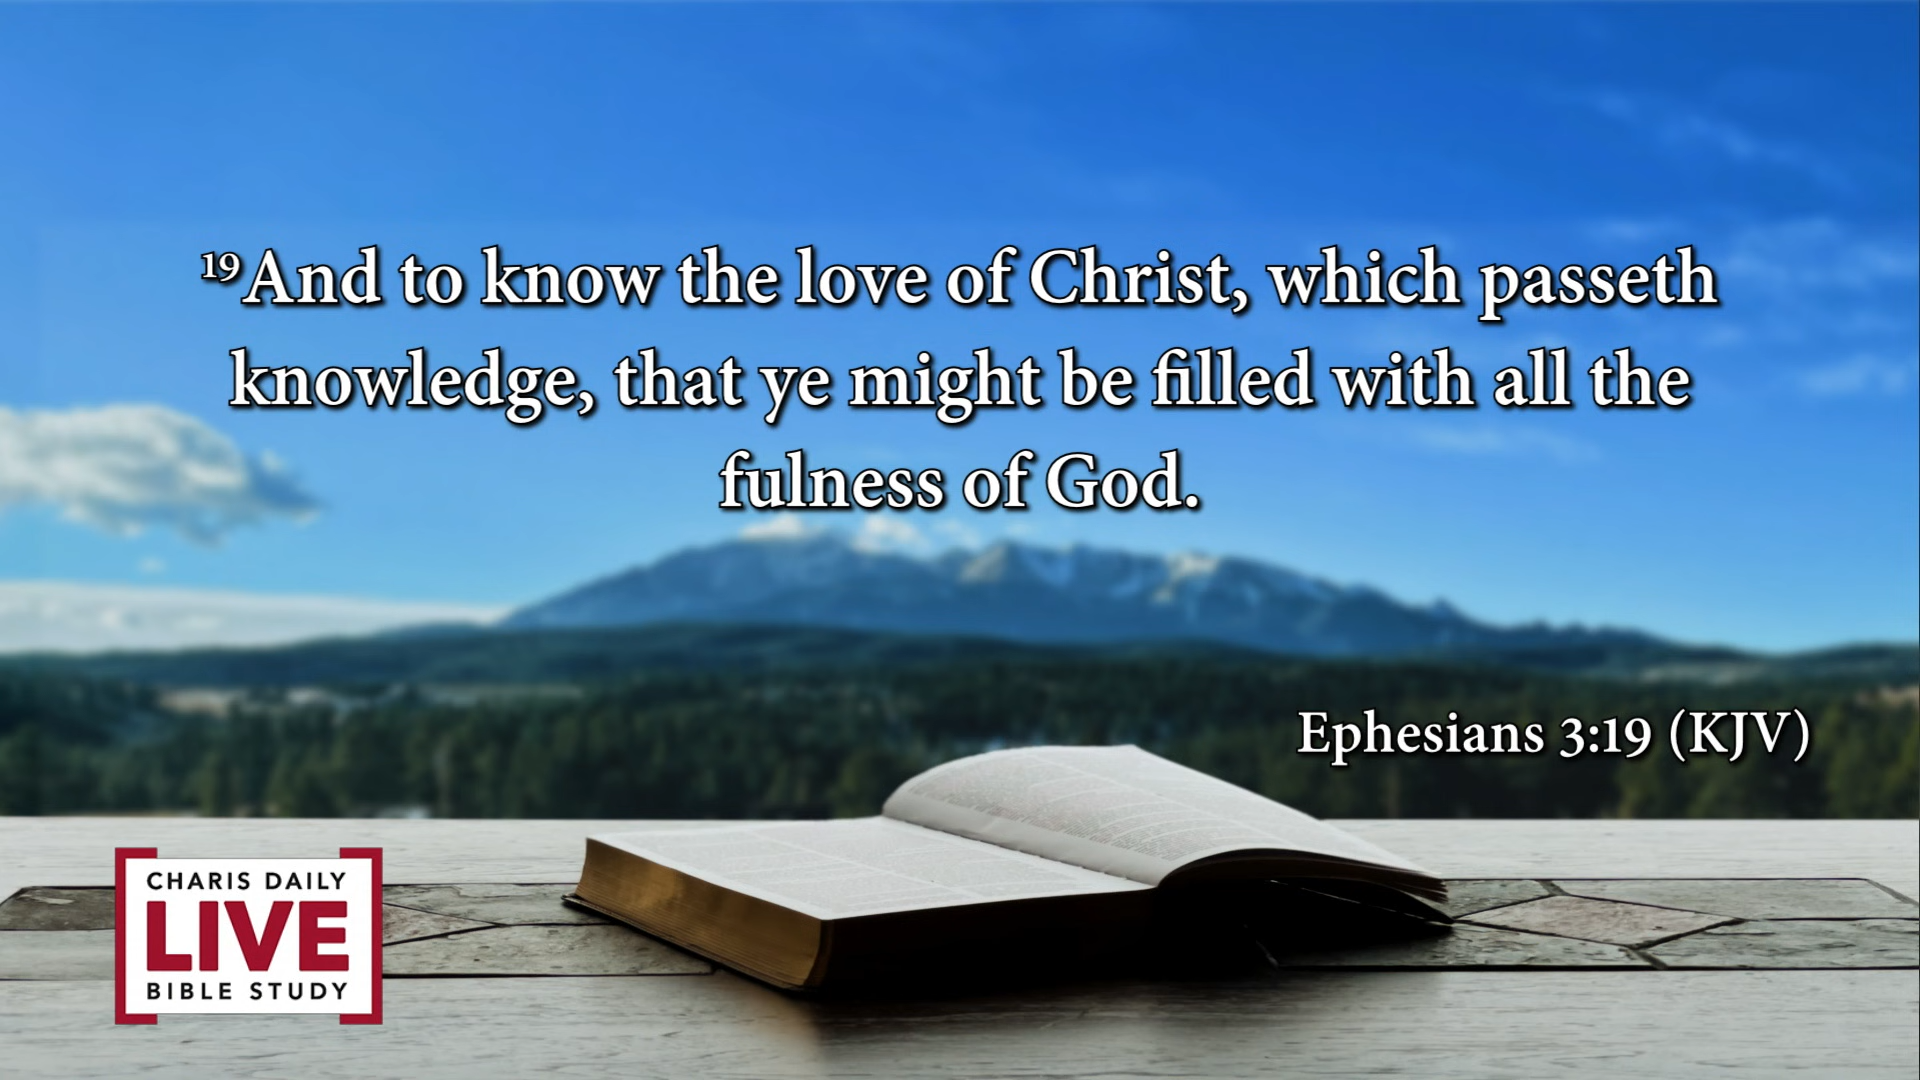 ¹⁹And to know the love of Christ, which passeth
knowledge, that ye might be filled with all the
fulness of God.
Ephesians 3:19 (KJV)
CHARIS DAILY
LIVE
BIBLE STUDY